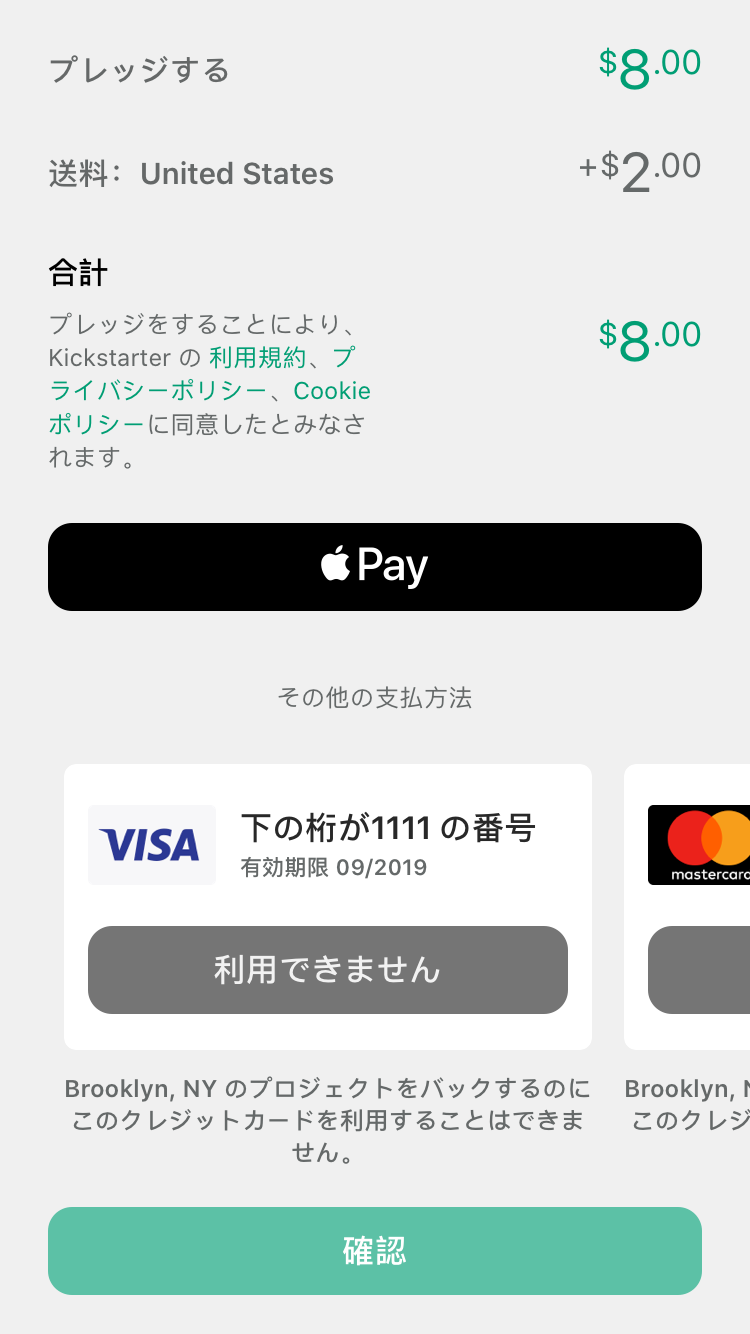 プレッジする $8.00
送料： United States +$2.00
合計
プレッジをすることにより、
Kickstarter の 利用規約、プ
ライバシーポリシー、Cookie
ポリシーに同意したとみなさ
れます。
$8.00
Pay
その他の支払方法
VISA
下の桁が1111 の番号
有効期限 09/2019
利用できません
Brooklyn, NY のプロジェクトをバックするのに
このクレジットカードを利用することはできま
せん。
mastercard
Brooklyn,
このクレジ
確認